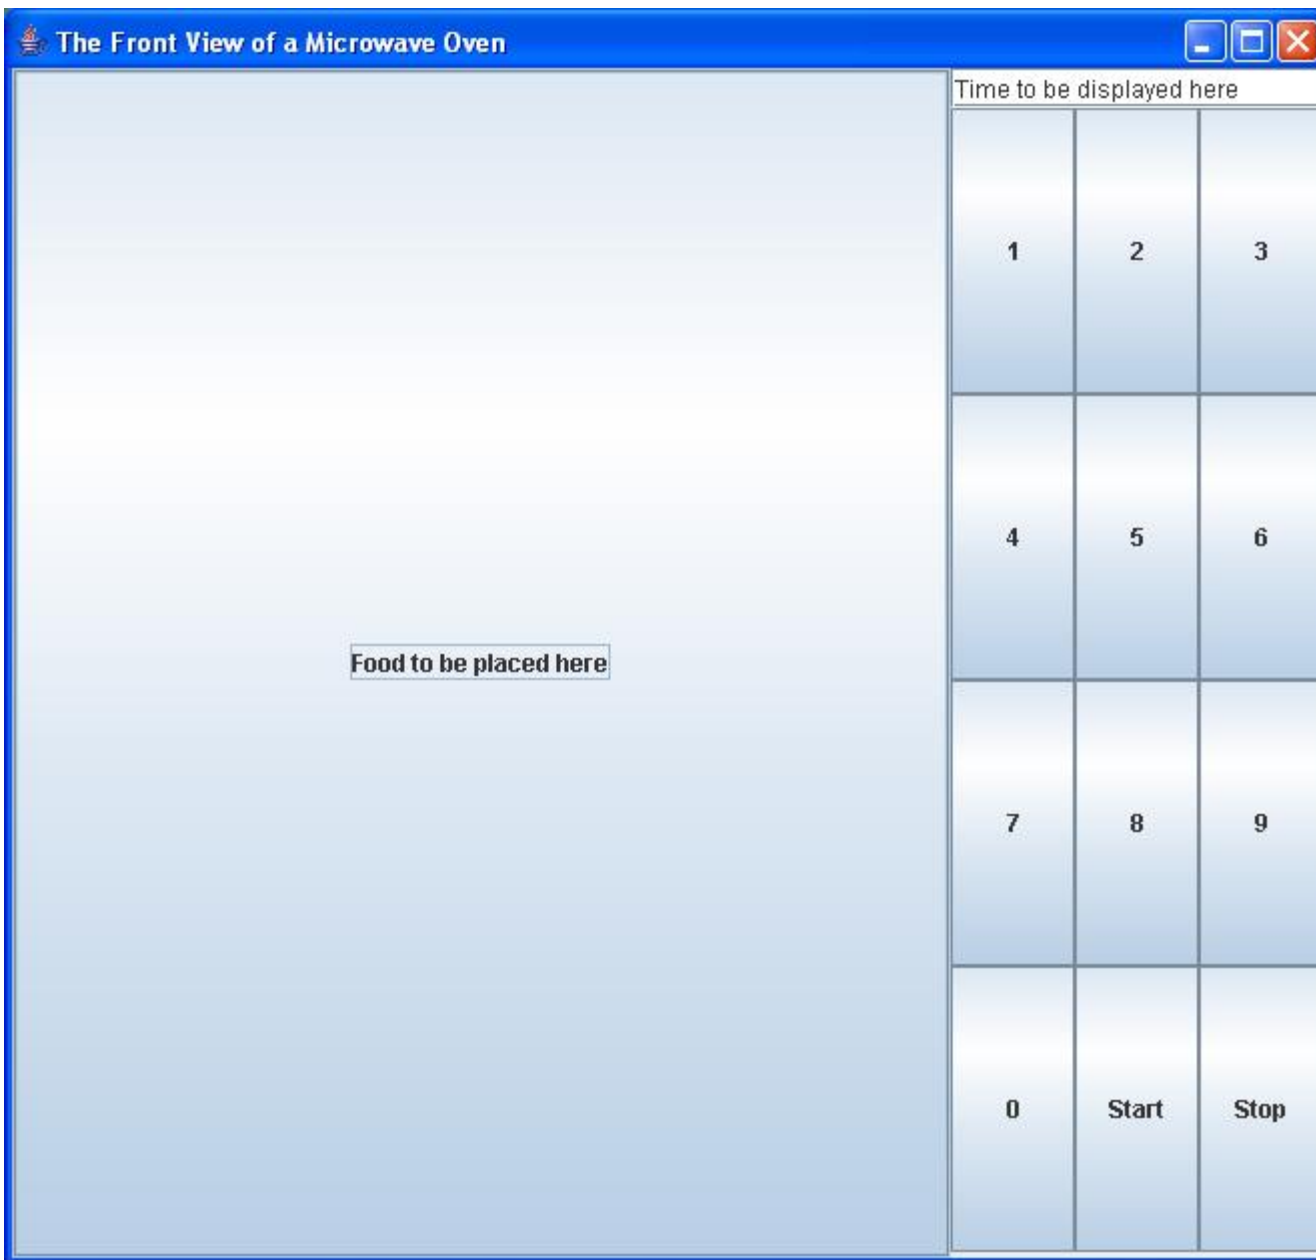 The Front View of a Microwave Oven
Time to be displayed here
1 2 3
4 5 6
Food to be placed here
7 8 9
0 Start Stop